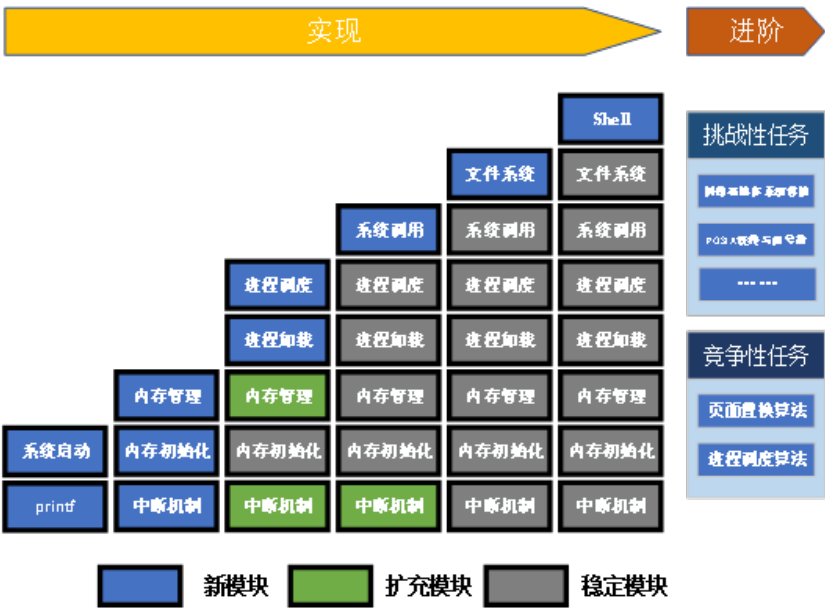 实现
进阶
Shell
挑战性任务
文件系统
文件系统
系统调用
系统调用
系统调用
进程调度
进程调度
进程调度
进程调度
进程卸载
进程卸载
进程卸载
进程卸载
竞争性任务
内存管理
内存管理
内存管理
内存管理
内存管理
页面置换算法
系统启动
内存初始化
内存初始化
内存初始化
内存初始化
内存初始化
进程调度算法
printf
中断机制
中断机制
中断机制
中断机制
中断机制
新模块
扩充模块
稳定模块